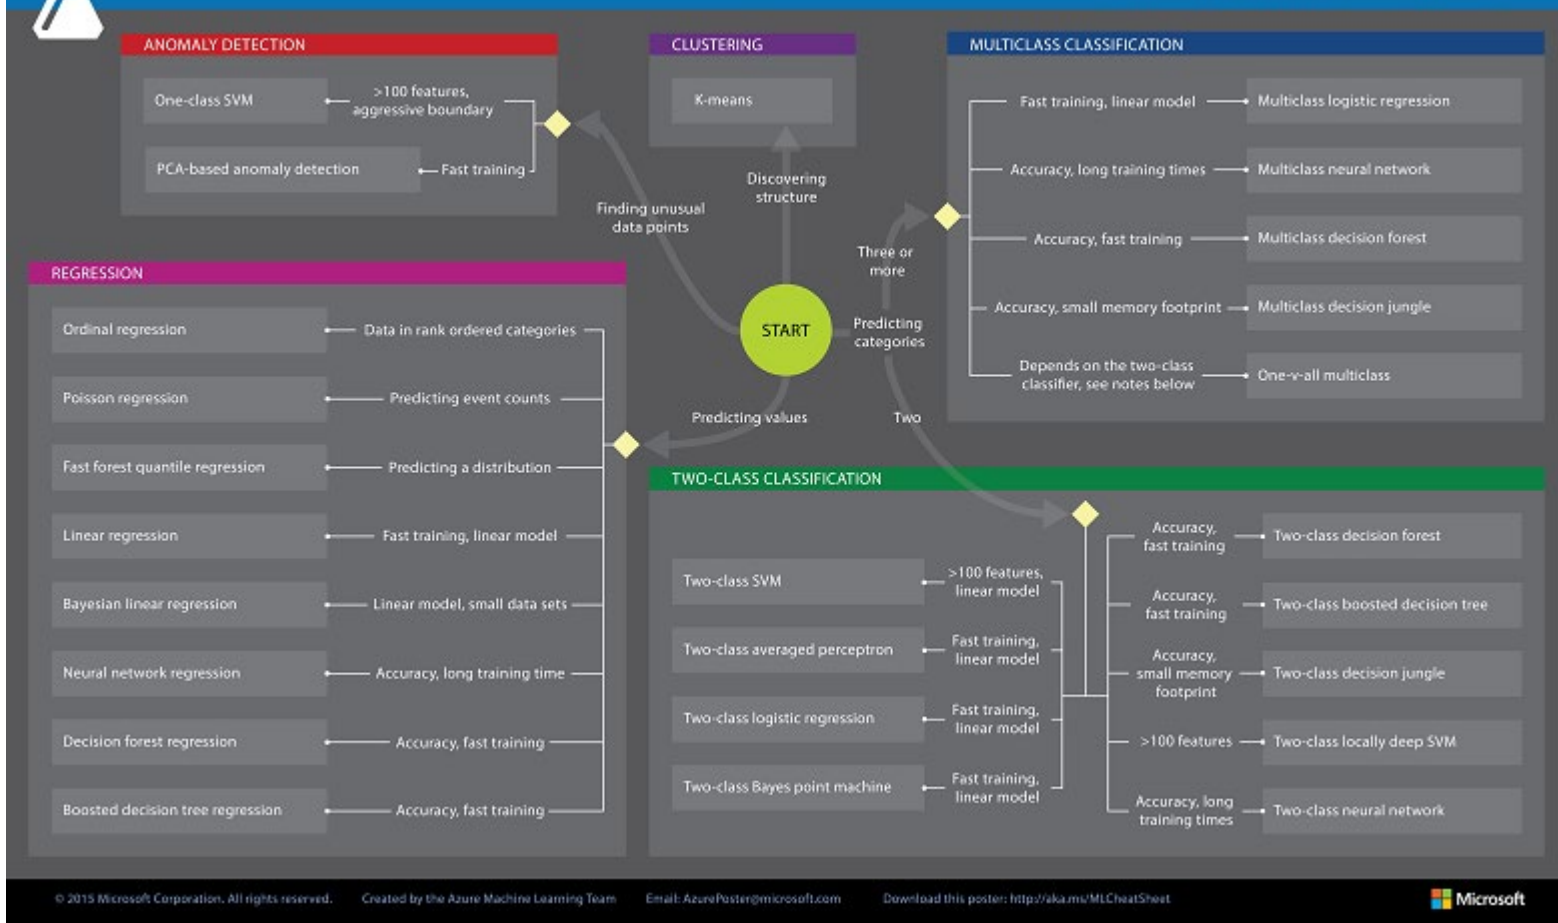 ANOMALY DETECTION
One-class SVM
>100 features,
aggressive boundary
PCA-based anomaly detection
Fast training
CLUSTERING
K-means
MULTICLASS CLASSIFICATION
Fast training, linear model
Multiclass logistic regression
Accuracy, long training times
Multiclass neural network
Accuracy, fast training
Multiclass decision forest
Accuracy, small memory footprint
Multiclass decision jungle
Depends on the two-class
classifier, see notes below
One-v-all multiclass
Discovering
structure
Finding unusual
data points
Three or
more
START
Predicting
categories
Predicting values
Two
REGRESSION
Ordinal regression
Data in rank ordered categories
Poisson regression
Predicting event counts
Fast forest quantile regression
Predicting a distribution
Linear regression
Fast training, linear model
Bayesian linear regression
Linear model, small data sets
Neural network regression
Accuracy, long training time
Decision forest regression
Accuracy, fast training
Boosted decision tree regression
Accuracy, fast training
TWO-CLASS CLASSIFICATION
Two-class SVM
>100 features,
linear model
Two-class averaged perceptron
Fast training,
linear model
Two-class logistic regression
Fast training,
linear model
Two-class Bayes point machine
Fast training,
linear model
Accuracy,
fast training
Two-class decision forest
Accuracy,
fast training
Two-class boosted decision tree
Accuracy,
small memory
footprint
Two-class decision jungle
>100 features
Two-class locally deep SVM
Accuracy, long
training times
Two-class neural network
© 2015 Microsoft Corporation. All rights reserved.
Created by the Azure Machine Learning Team
Email: AzurePoster@microsoft.com
Download this poster: http://aka.ms/MLCheatSheet
Microsoft